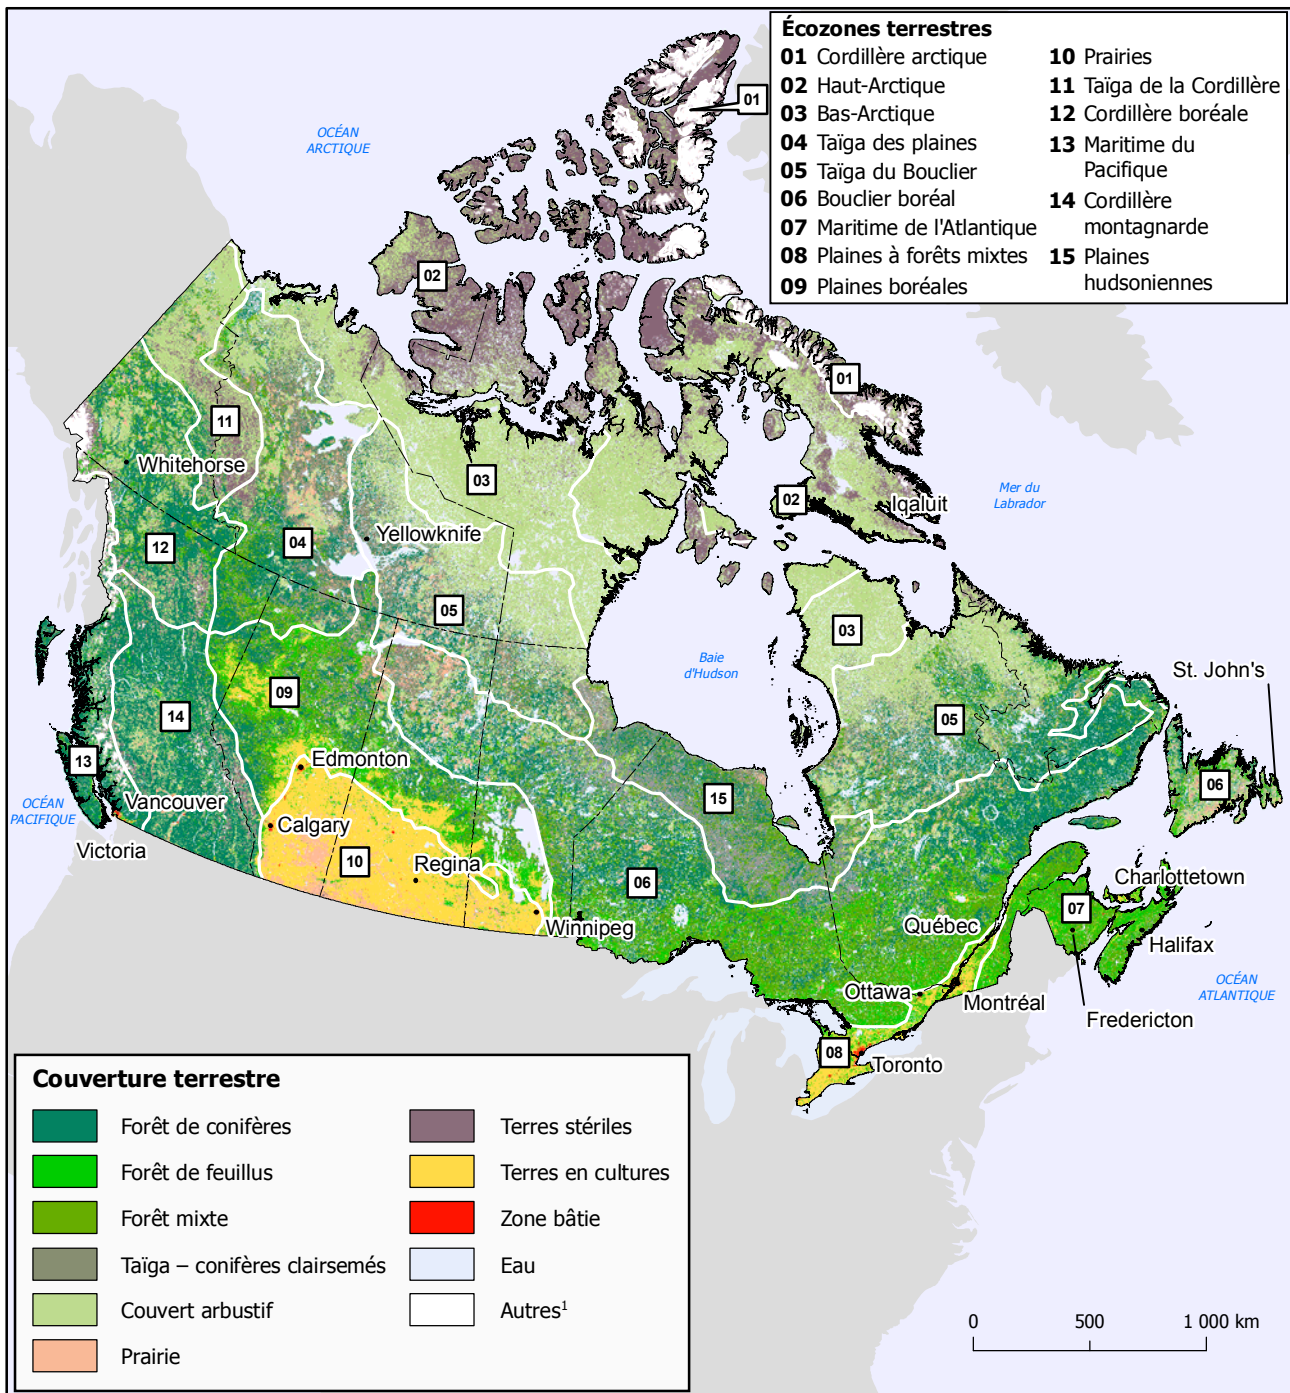 Écozones terrestres
01 Cordillère arctique
02 Haut-Arctique
03 Bas-Arctique
04 Taïga des plaines
05 Taïga du Bouclier
06 Bouclier boréal
07 Maritime de l'Atlantique
08 Plaines à forêts mixtes
09 Plaines boréales
10 Prairies
11 Taïga de la Cordillère
12 Cordillère boréale
13 Maritime du
Pacifique
14 Cordillère
montagnarde
15 Plaines
hudsoniennes
OCÉAN
ARCTIQUE
01
02
01
11
Whitehorse
03
02
Iqaluit
Mer du
Labrador
12
04
Yellowknife
05
03
Baie
d'Hudson
St. John's
09
14
05
13
Edmonton
06
OCÉAN
PACIFIQUE
Vancouver
15
Calgary
Victoria
10
Regina
06
Charlottetown
07
Winnipeg
Québec
Halifax
OCÉAN
ATLANTIQUE
Ottawa
Montréal
Fredericton
08
Toronto
Couverture terrestre
Forêt de conifères
Forêt de feuillus
Forêt mixte
Taïga – conifères clairsemés
Couvert arbustif
Prairie
Terres stériles
Terres en cultures
Zone bâtie
Eau
Autres¹
0 500 1 000 km